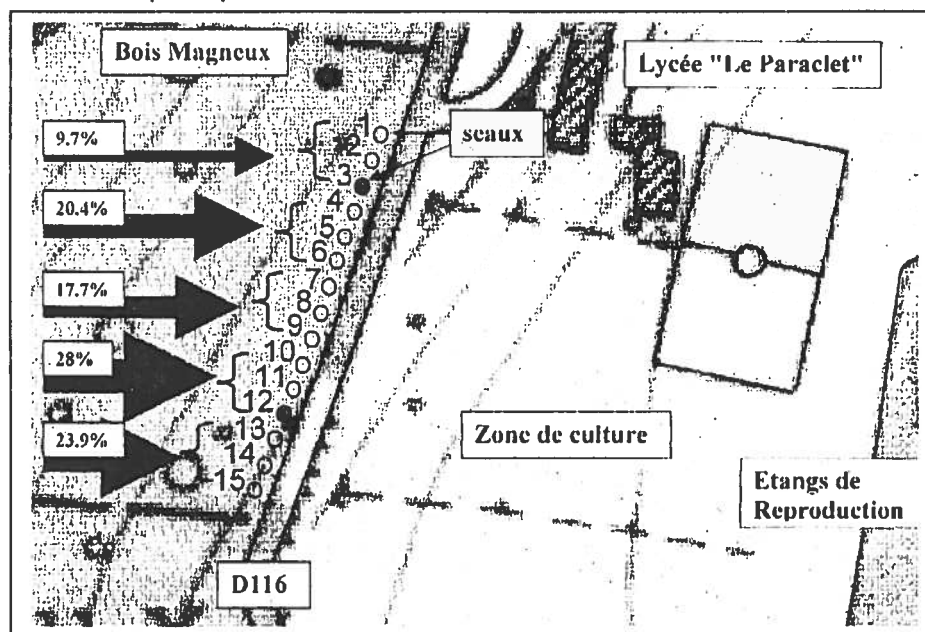 Bois Magneux
Lycée "Le Paraclet"
seaux
9.7%
20.4%
17.7%
28%
23.9%
1
2
3
4
5
6
7
8
9
10
11
12
13
14
15
Zone de culture
Etangs de
Reproduction
D116